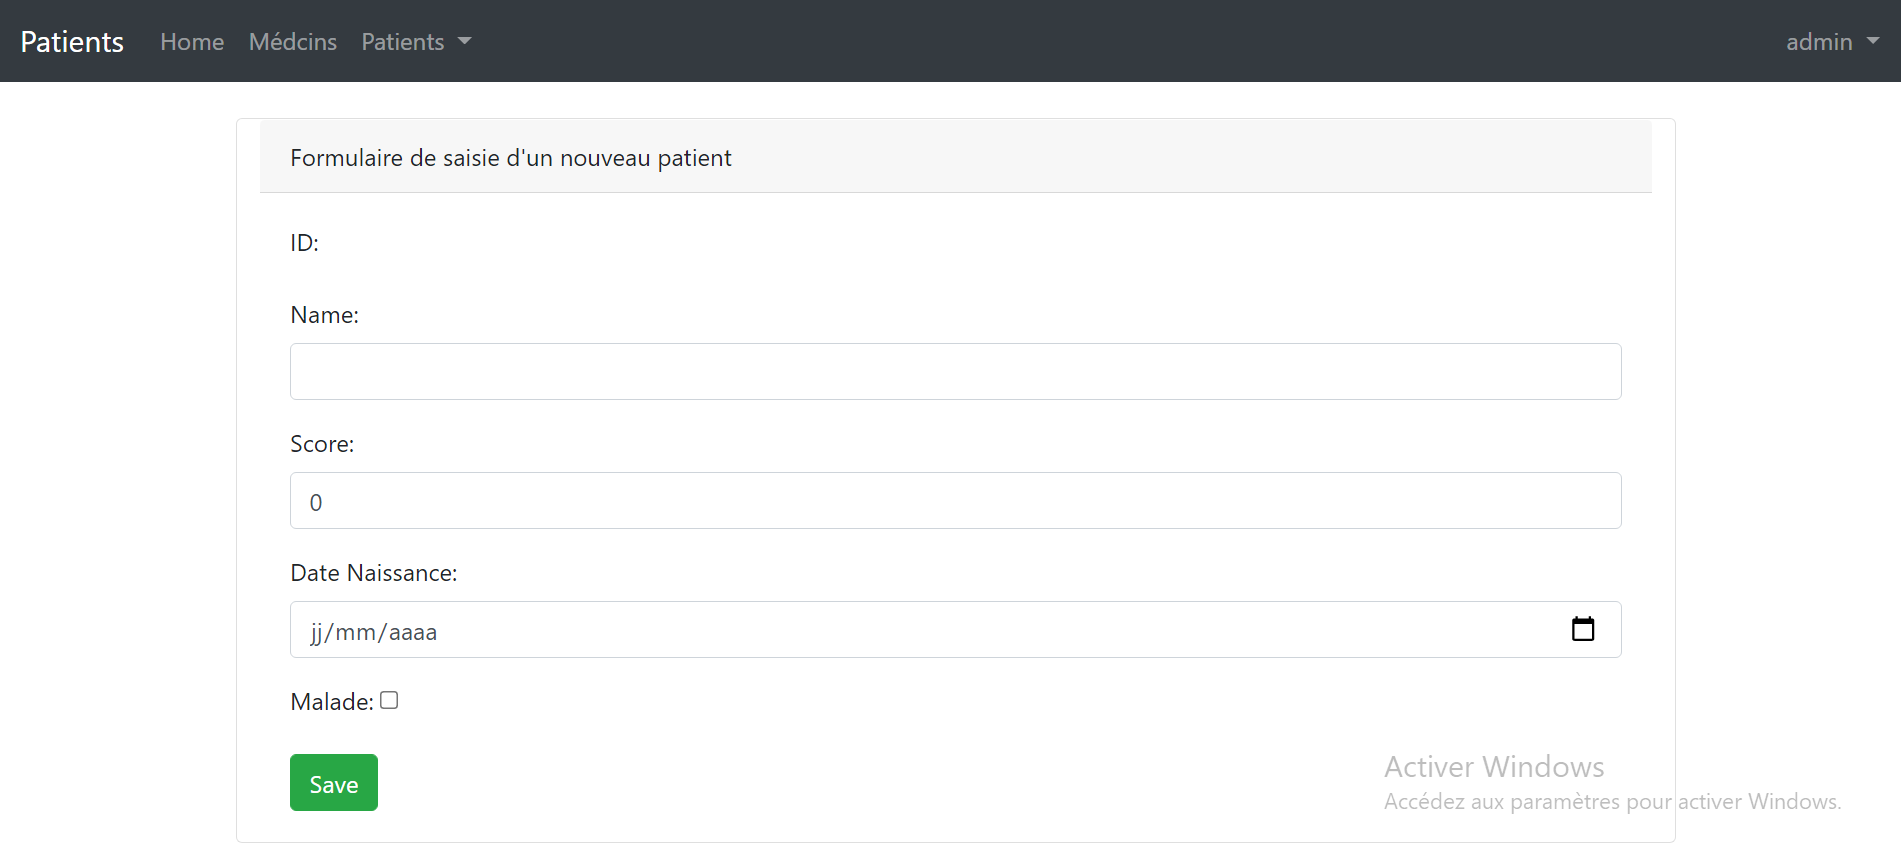 Patients Home Médcins Patients admin
Formulaire de saisie d'un nouveau patient
ID:
Name:
Score:
0
Date Naissance:
jj/mm/aaaa
Malade:
Save
Activer Windows
Accédez aux paramètres pour activer Windows.